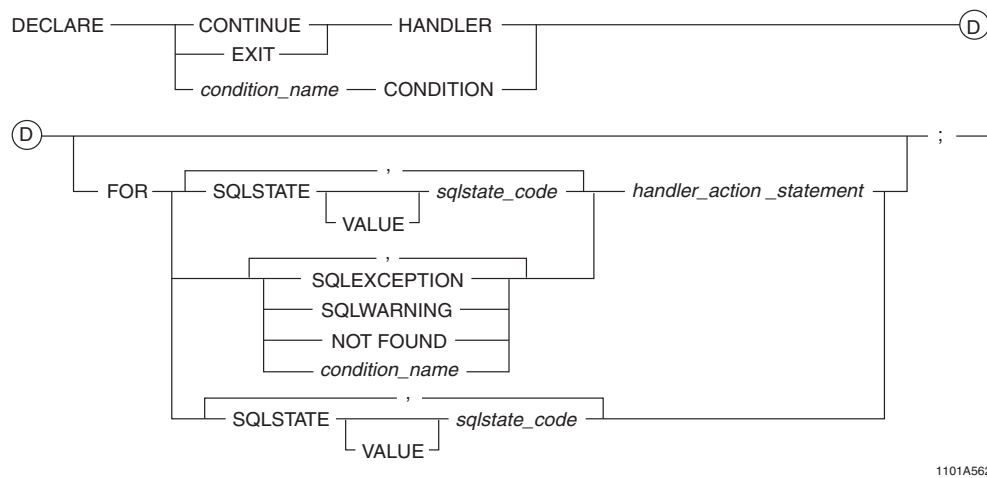 DECLARE CONTINUE HANDLER D
EXIT
condition_name CONDITION
D ;
,
FOR SQLSTATE sqlstate_code handler_action _statement
VALUE
,
SQLEXCEPTION
SQLWARNING
NOT FOUND
condition_name
,
SQLSTATE sqlstate_code
VALUE
1101A562